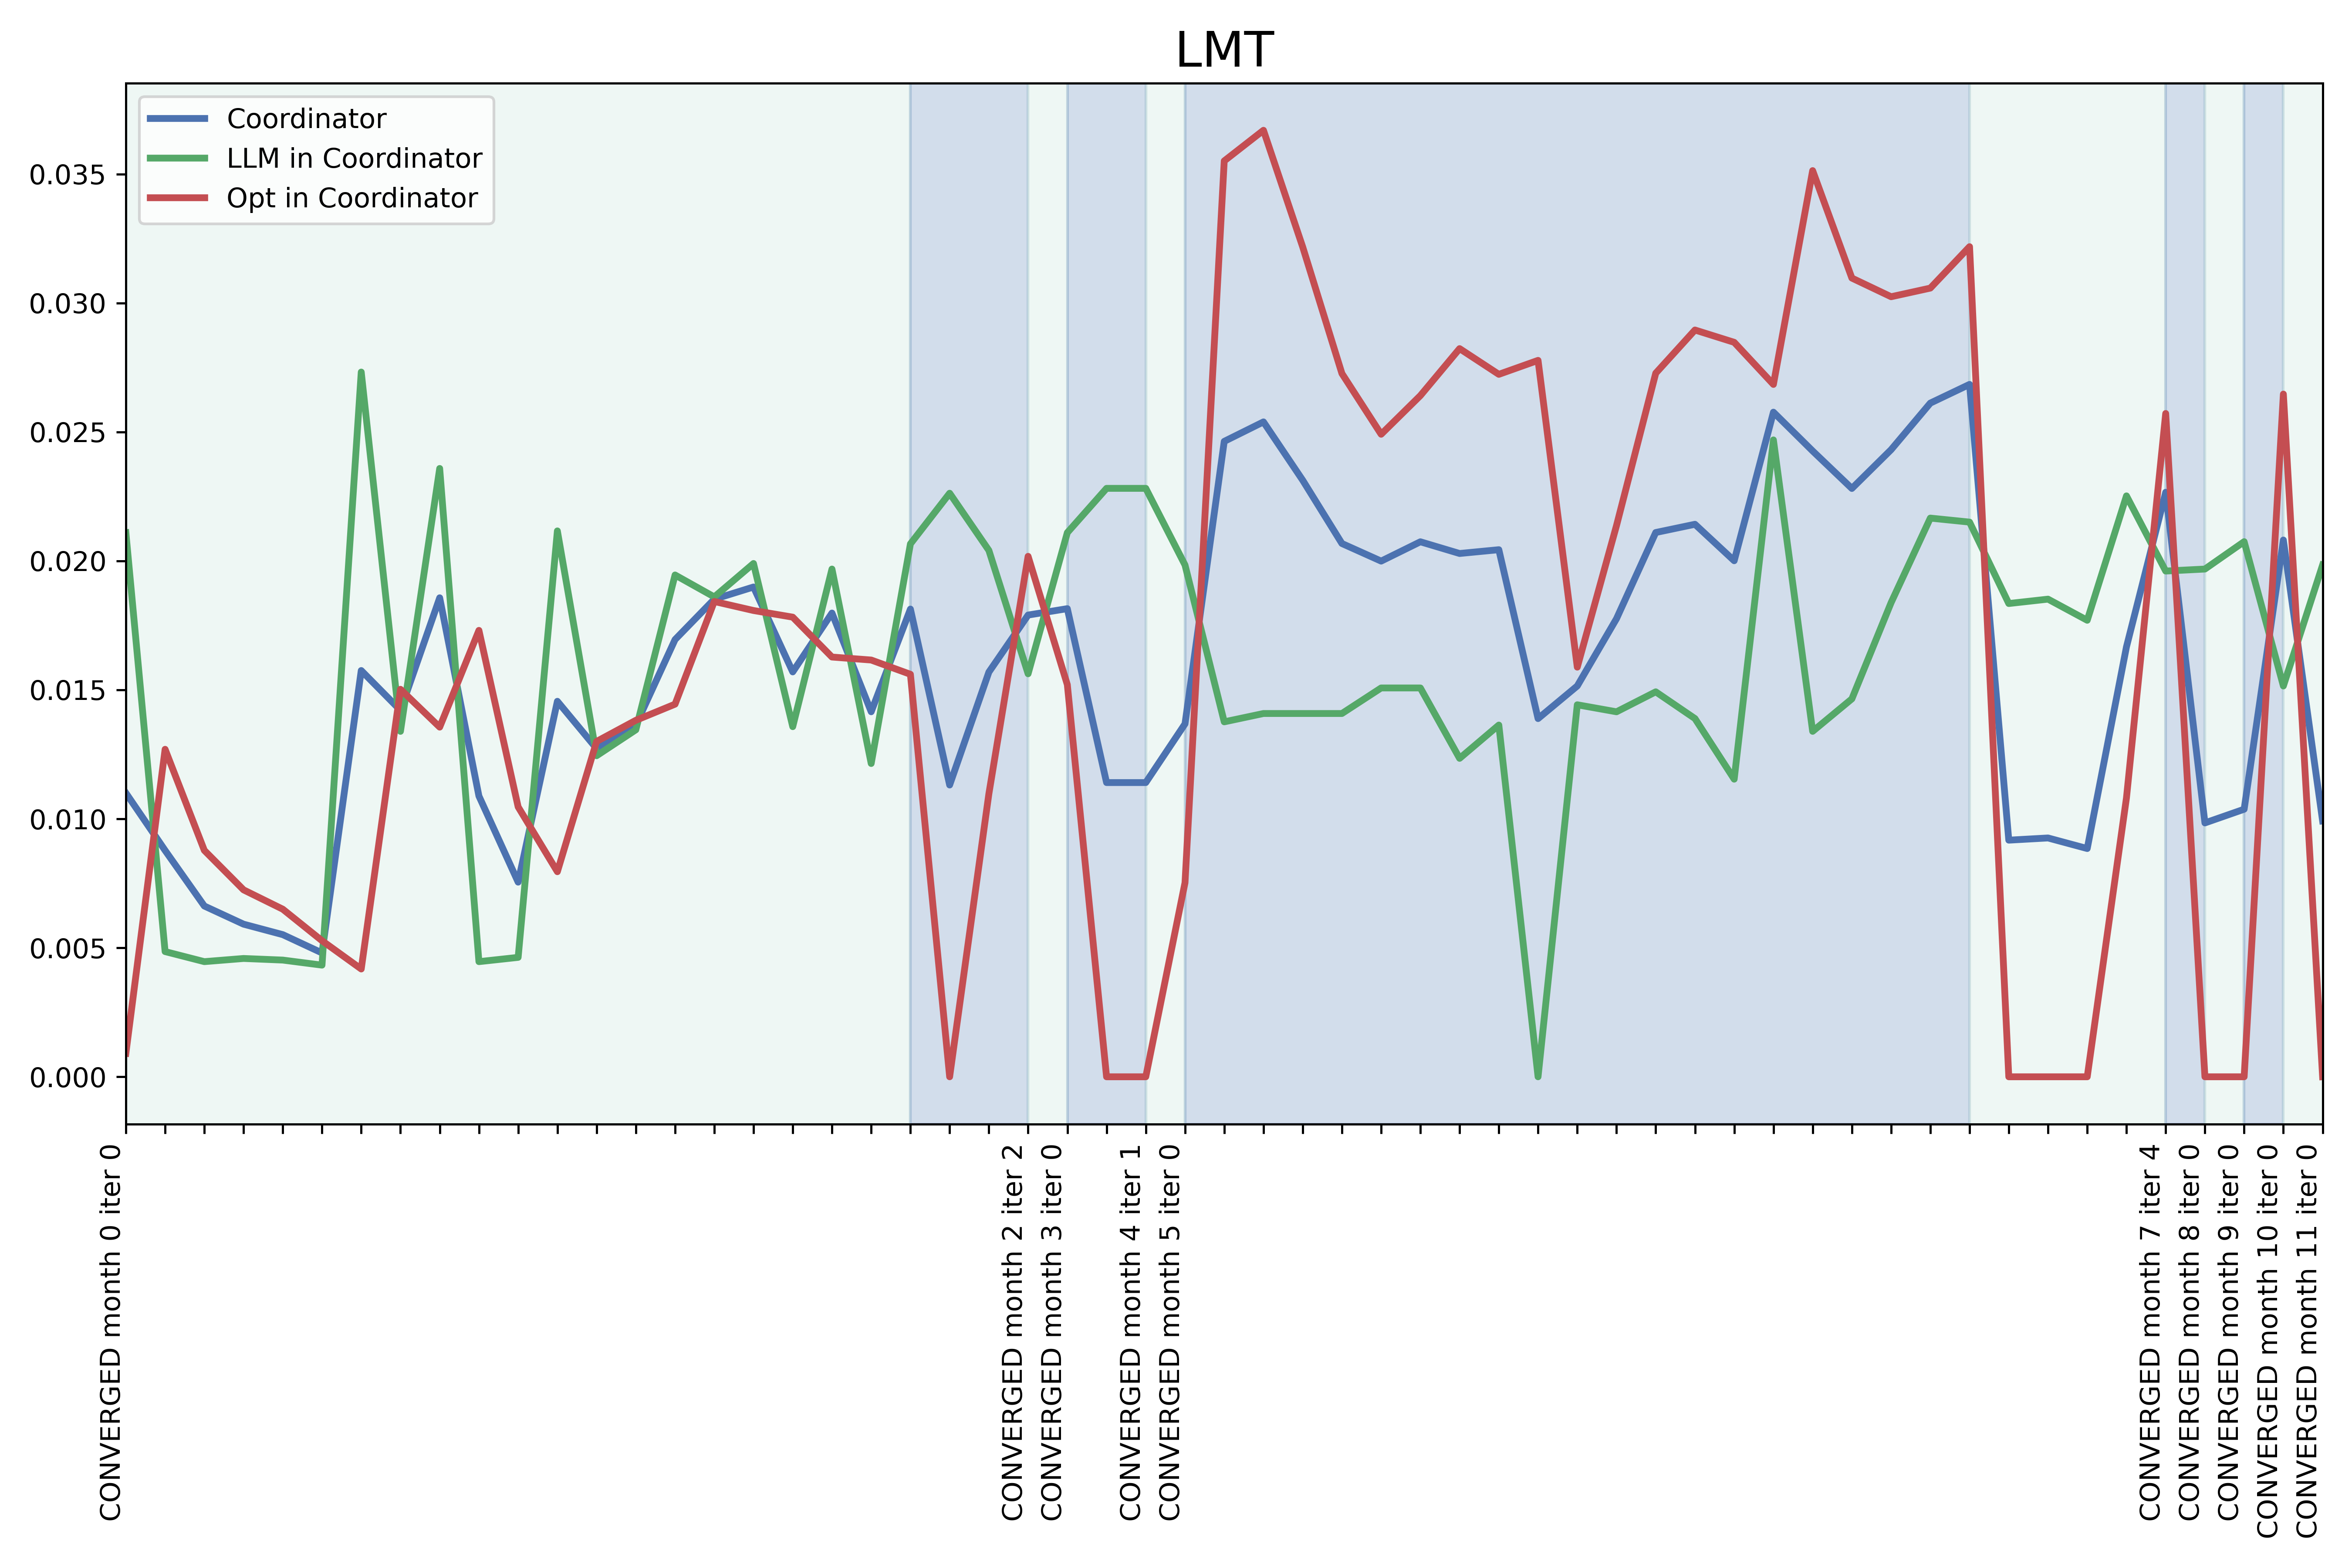 LMT
Coordinator
LLM in Coordinator
Opt in Coordinator
0.035
0.030
0.025
0.020
0.015
0.010
0.005
0.000
CONVERGED month 0 iter 0
CONVERGED month 2 iter 2
CONVERGED month 3 iter 0
CONVERGED month 4 iter 1
CONVERGED month 5 iter 0
CONVERGED month 7 iter 4
CONVERGED month 8 iter 0
CONVERGED month 9 iter 0
CONVERGED month 10 iter 0
CONVERGED month 11 iter 0